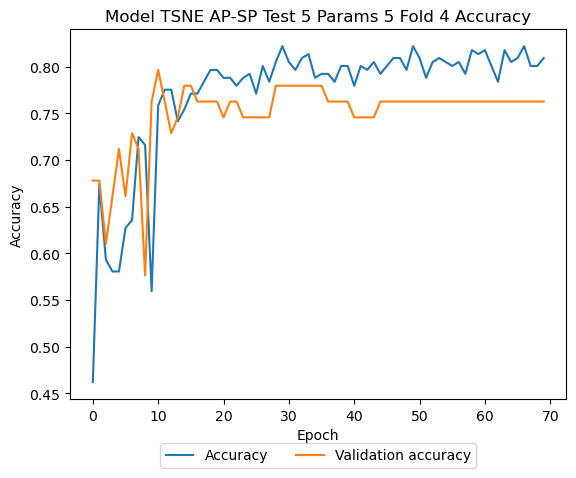 Model TSNE AP-SP Test 5 Params 5 Fold 4 Accuracy
Accuracy
0.80
0.75
0.70
0.65
0.60
0.55
0.50
0.45
0 10 20 30 40 50 60 70
Epoch
Accuracy Validation accuracy